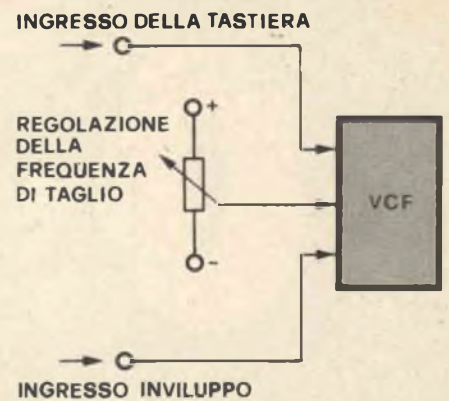 INGRESSO DELLA TASTIERA
REGOLAZIONE
DELLA
FREQUENZA
DI TAGLIO
+
-
VCF
INGRESSO INVILUPPO